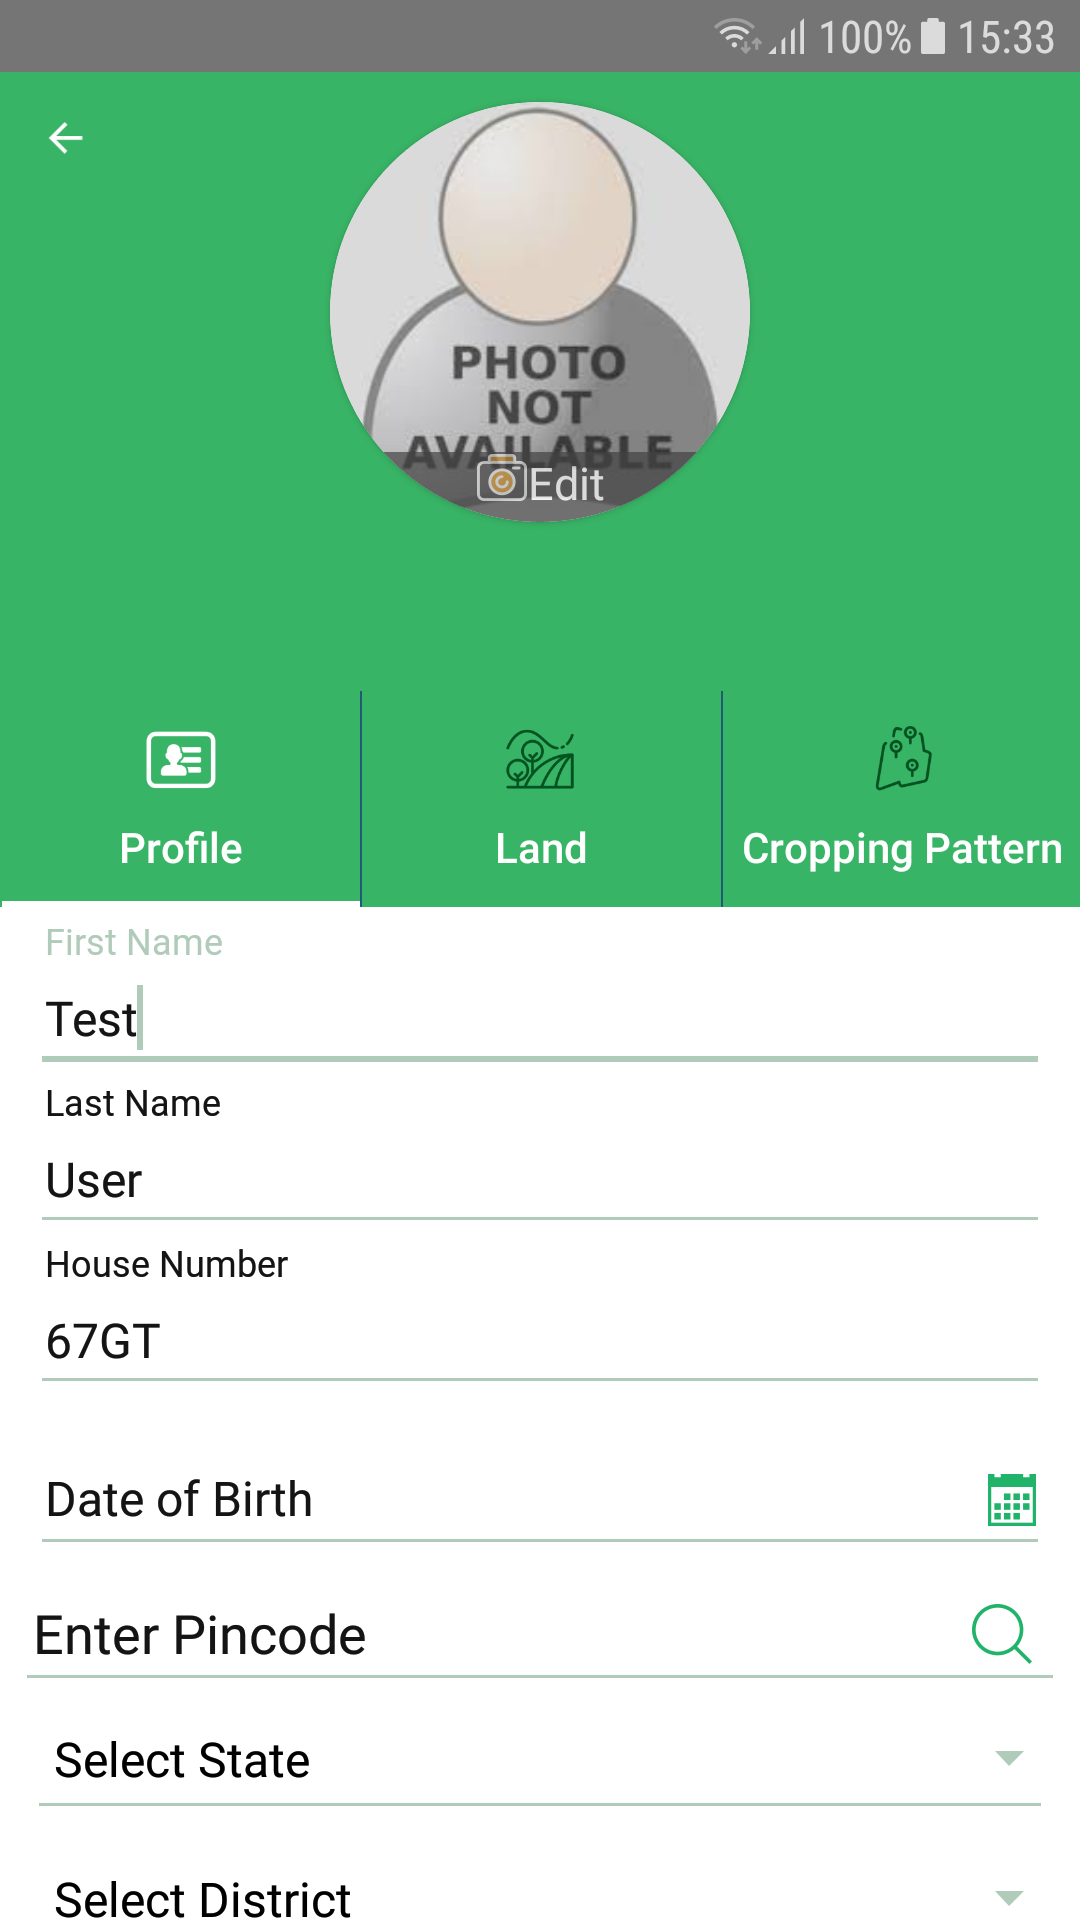 100% 15:33
PHOTO
NOT
AVAILABLE
Edit
Profile Land Cropping Pattern
First Name
Test
Last Name
User
House Number
67GT
Date of Birth
Enter Pincode
Select State
Select District